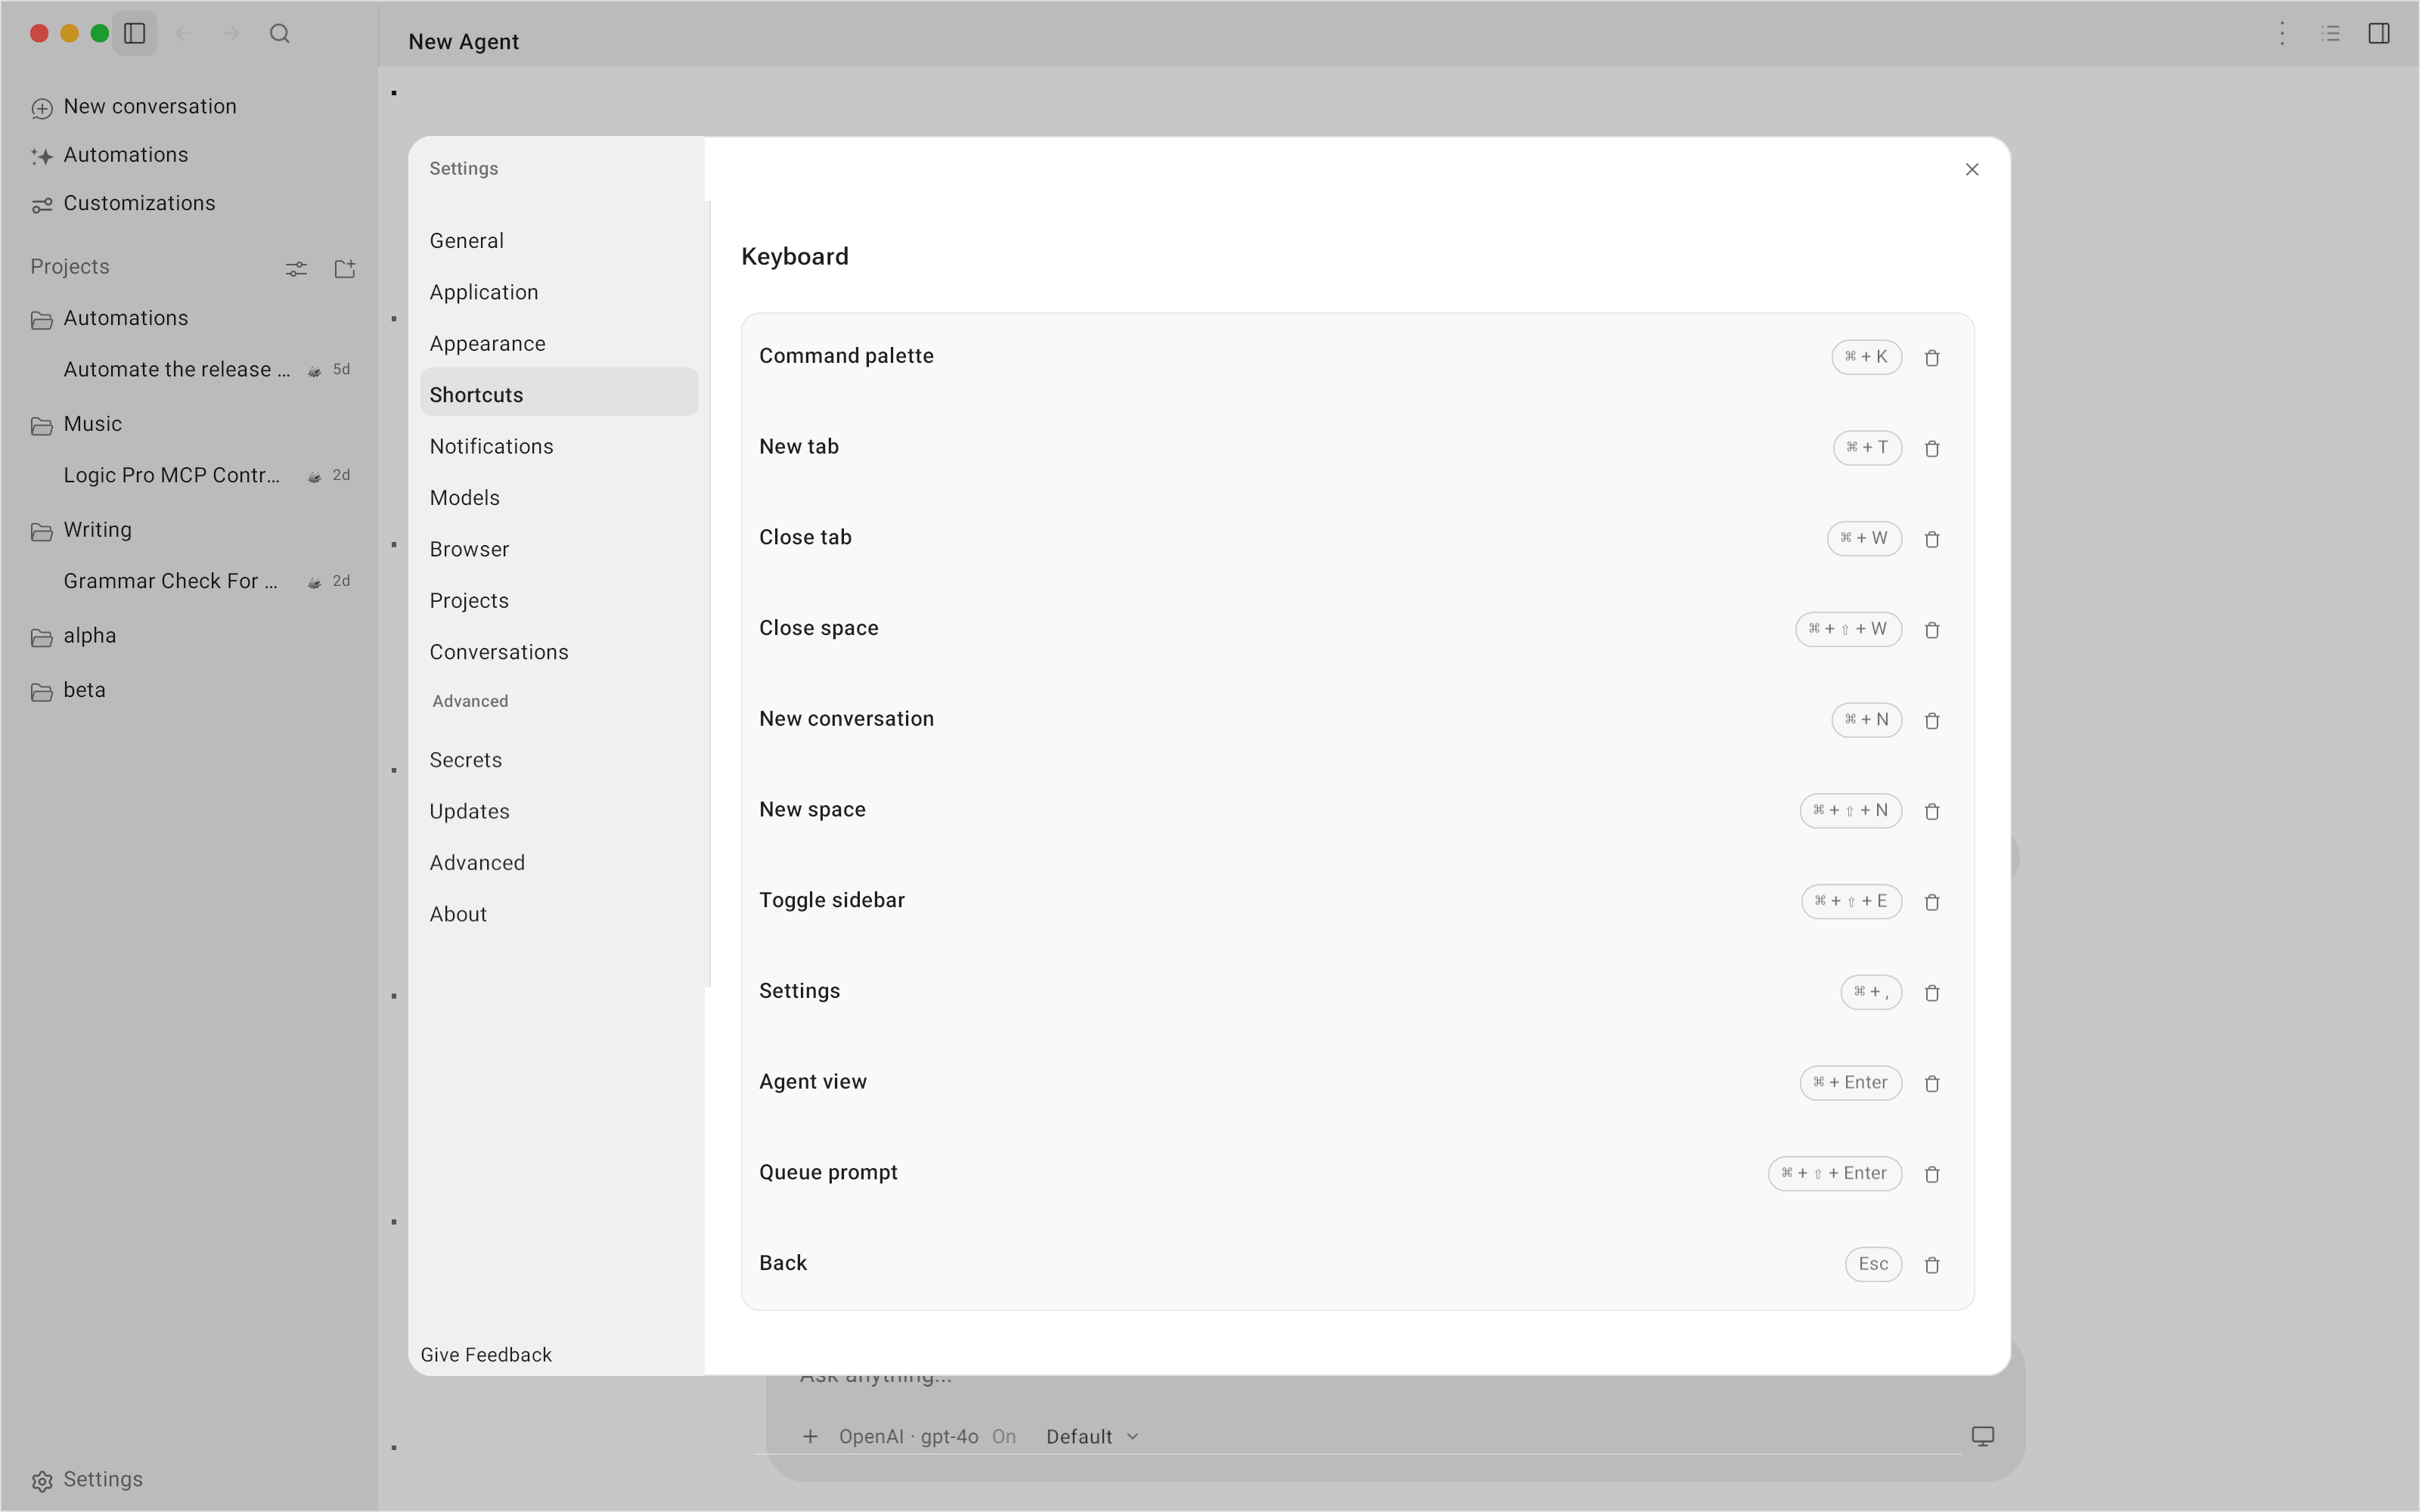 New Agent
New conversation
Automations
Customizations
Projects
Automations
Automate the release ... 5d
Music
Logic Pro MCP Contr... 2d
Writing
Grammar Check For ... 2d
alpha
beta
Settings
Settings
General
Application
Appearance
Shortcuts
Notifications
Models
Browser
Projects
Conversations
Advanced
Secrets
Updates
Advanced
About
Give Feedback
Keyboard
Command palette ⌘ + K
New tab ⌘ + T
Close tab ⌘ + W
Close space ⌘ + ⇧ + W
New conversation ⌘ + N
New space ⌘ + ⇧ + N
Toggle sidebar ⌘ + ⇧ + E
Settings ⌘ + ,
Agent view ⌘ + Enter
Queue prompt ⌘ + ⇧ + Enter
Back Esc
Ask anything...
OpenAI · gpt-4o On Default